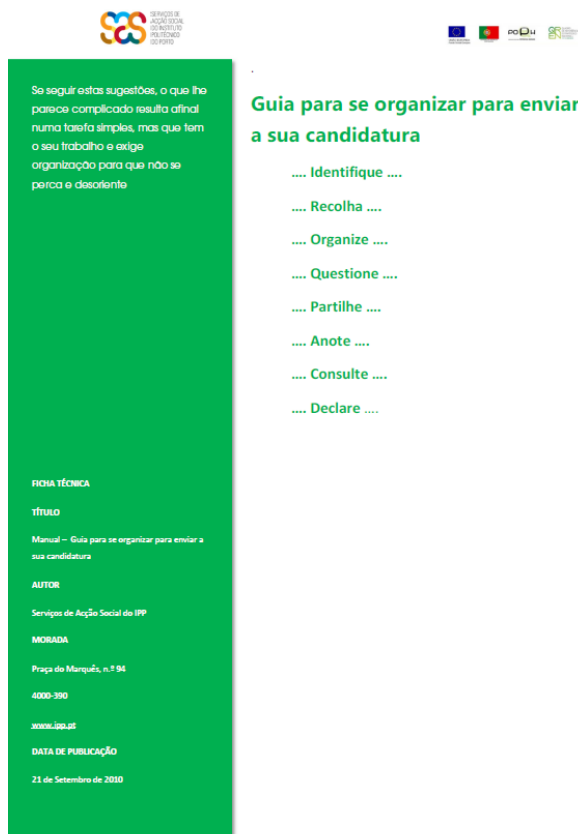 SERVIÇOS DE
ACÇÃO SOCIAL
DO INSTITUTO
POLITÉCNICO
DO PORTO
Se seguir estas sugestões, o que lhe
parece complicado resulta afinal
numa tarefa simples, mas que tem
o seu trabalho e exige
organização para que não se
perca e desoriente
.
Guia para se organizar para enviar
a sua candidatura
.... Identifique ....
.... Recolha ....
.... Organize ....
.... Questione ....
.... Partilhe ....
.... Anote ....
.... Consulte ....
.... Declare ....
FICHA TÉCNICA
TÍTULO
Manual – Guia para se organizar para enviar a
sua candidatura
AUTOR
Serviços de Acção Social do IPP
MORADA
Praça do Marquês, n.º 94
4000-390
www.ipp.pt
DATA DE PUBLICAÇÃO
21 de Setembro de 2010